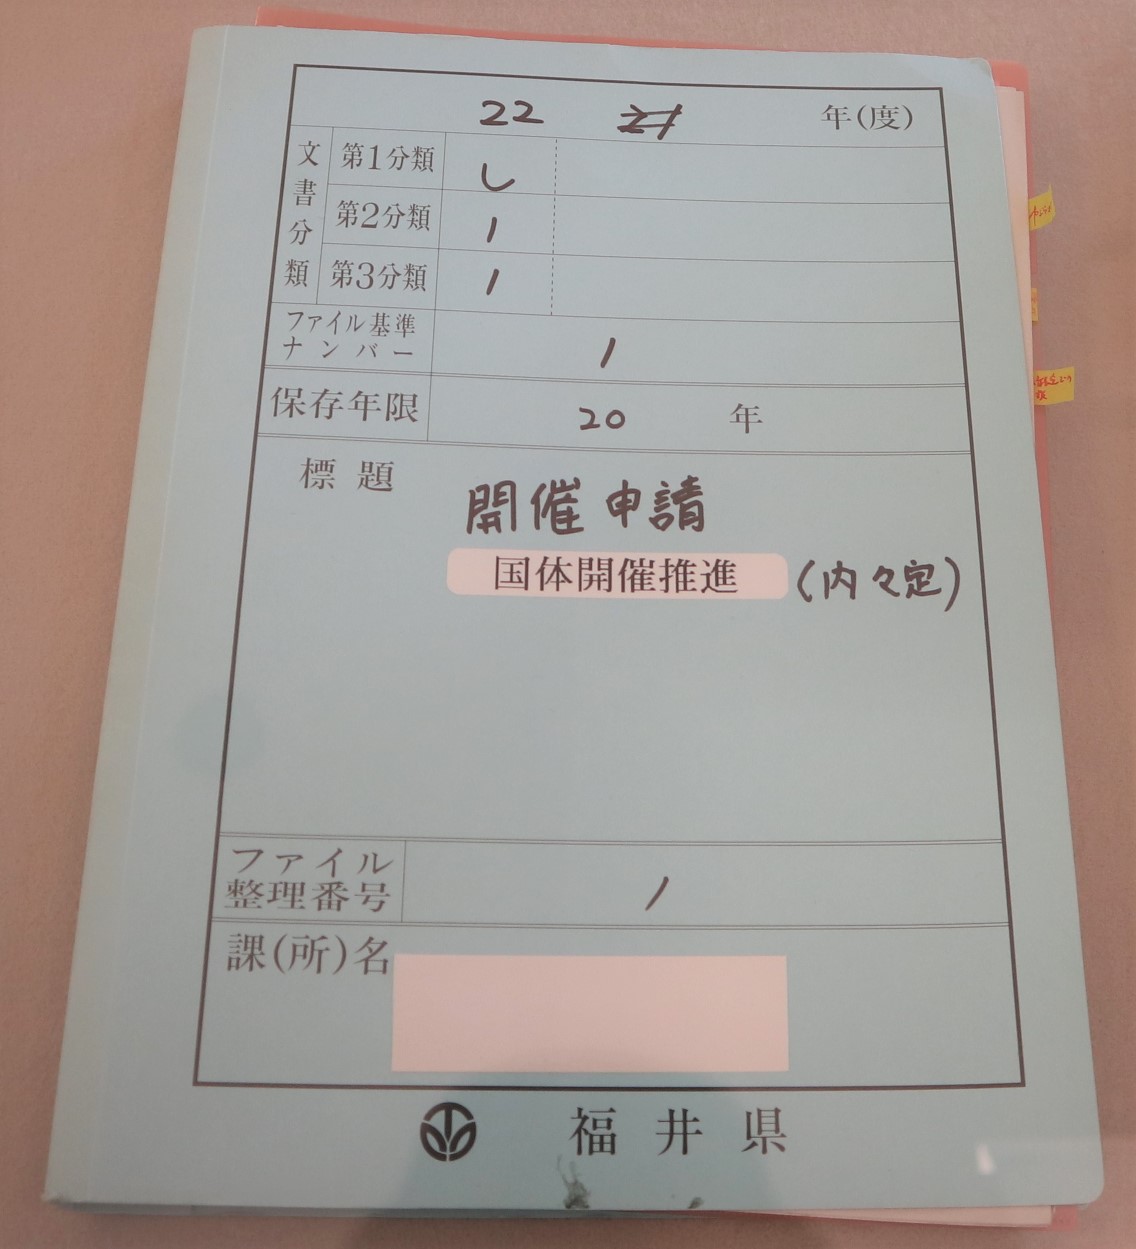 22 21 年(度)
文書分類
第1分類 し
第2分類 1
第3分類 1
ファイル基準ナンバー 1
保存年限 20 年
標題
開催申請
国体開催推進 (内々定)
ファイル整理番号 1
課(所)名
福井県